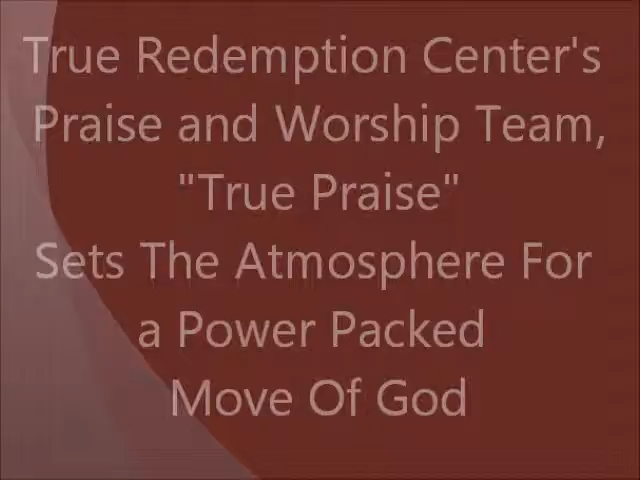 True Redemption Center's
Praise and Worship Team,
"True Praise"
Sets The Atmosphere For
a Power Packed
Move Of God